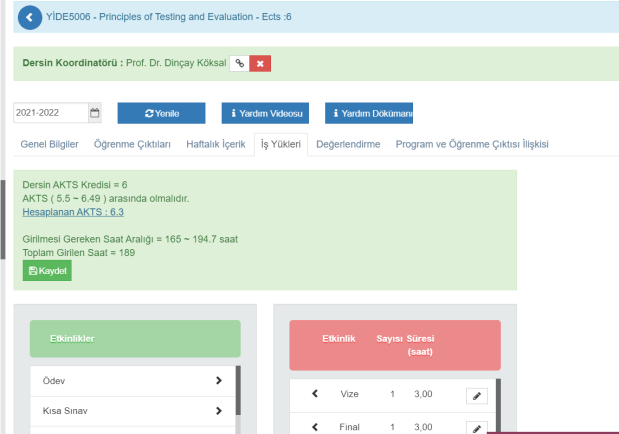 YİDE5006 - Principles of Testing and Evaluation - Ects :6
Dersin Koordinatörü : Prof. Dr. Dinçay Köksal
2021-2022
Yenile
Yardım Videosu
Yardım Dökümanı
Genel Bilgiler
Öğrenme Çıktıları
Haftalık İçerik
İş Yükleri
Değerlendirme
Program ve Öğrenme Çıktısı İlişkisi
Dersin AKTS Kredisi = 6
AKTS ( 5.5 ~ 6.49 ) arasında olmalıdır.
Hesaplanan AKTS : 6.3
Girilmesi Gereken Saat Aralığı = 165 ~ 194.7 saat
Toplam Girilen Saat = 189
Kaydet
Etkinlikler
Ödev
Kısa Sınav
Etkinlik Sayısı Süresi
(saat)
Vize 1 3,00
Final 1 3,00